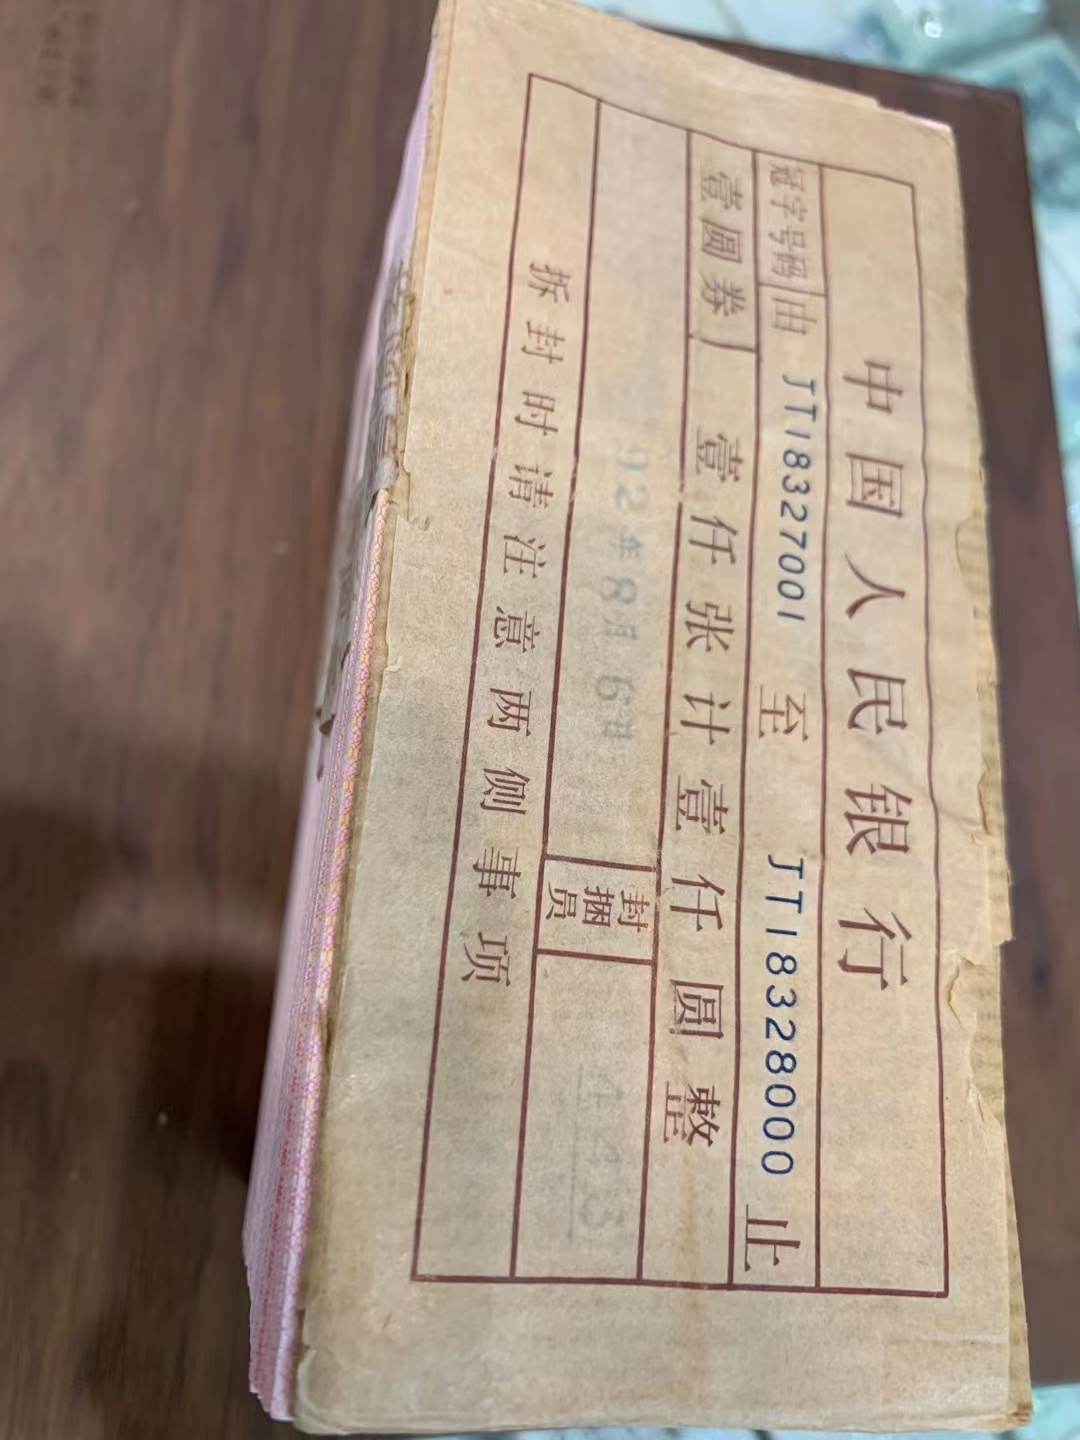 中国人民银行
冠字号码 由 JT18327001 至 JT18328000 止
壹圆券 壹仟张计壹仟圆整
92年8月6日 封捆员 443
拆封时请注意两侧事项